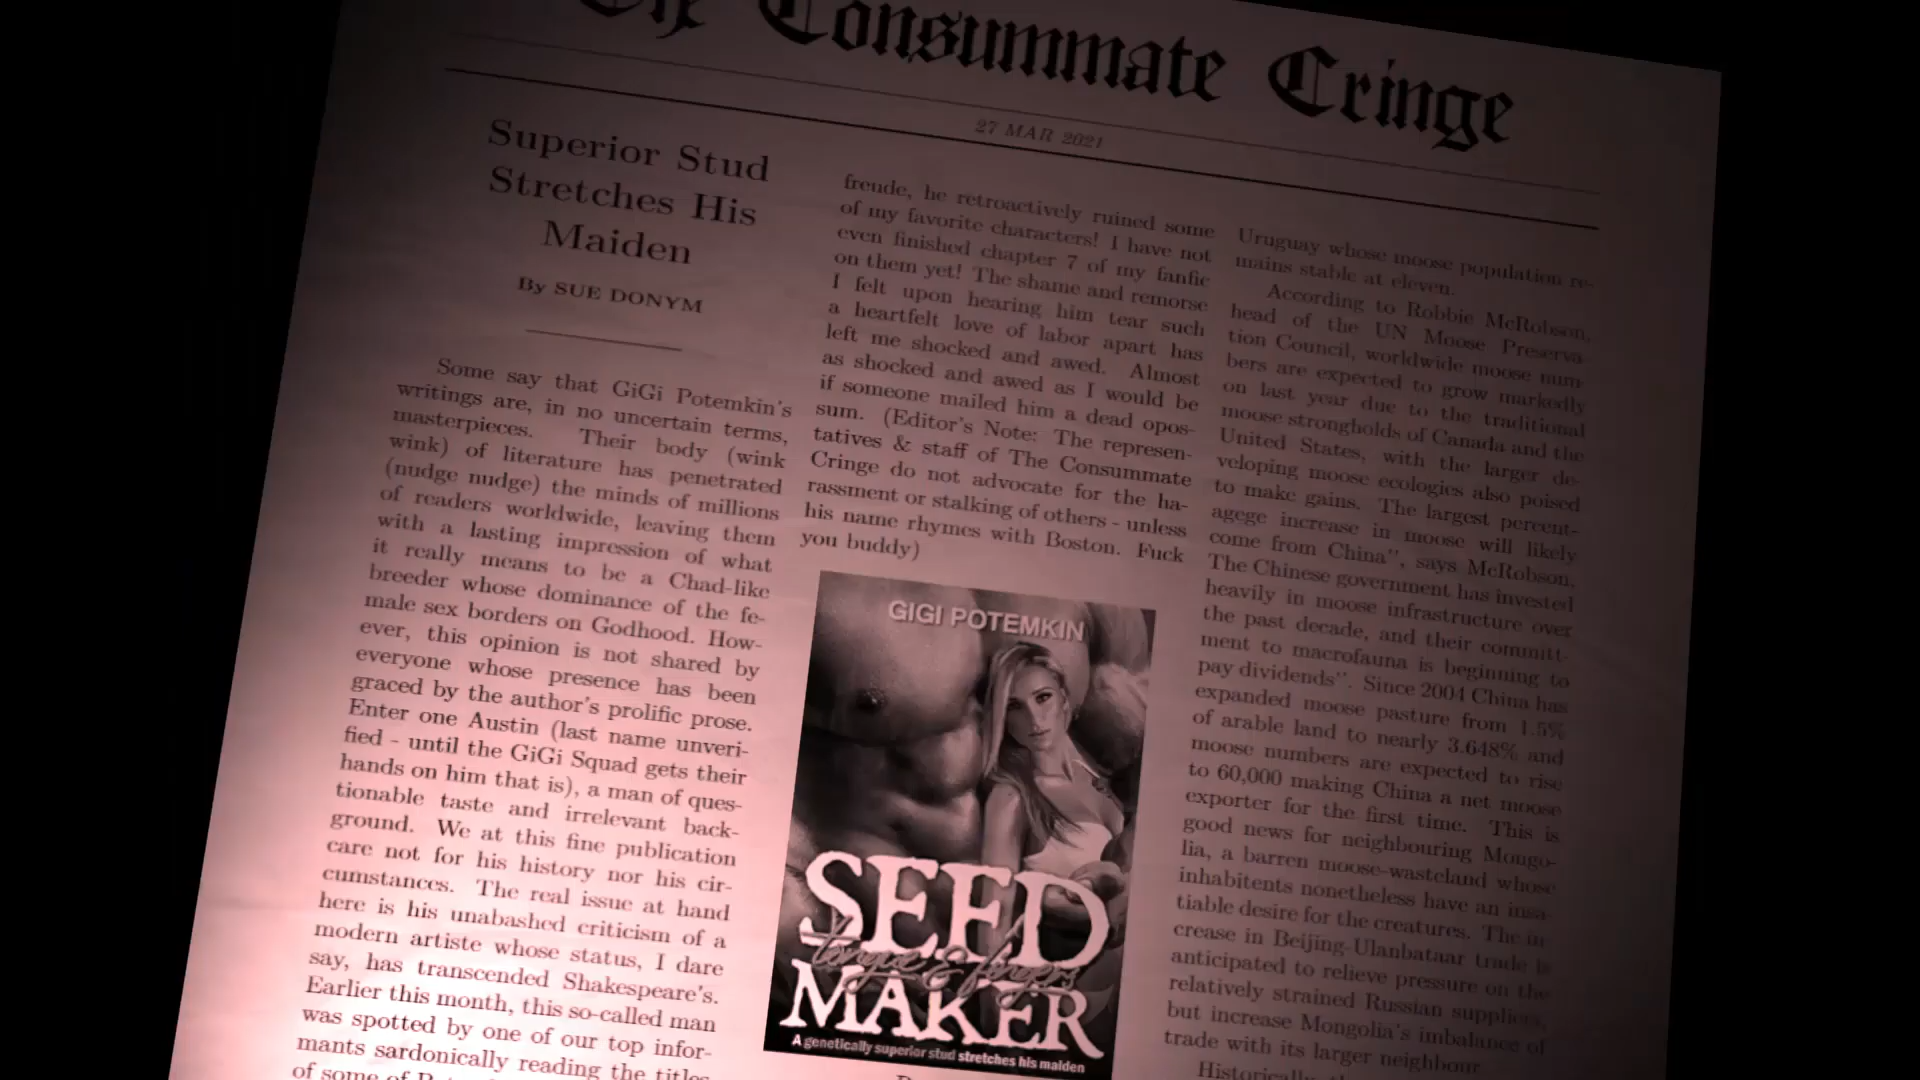 The Consummate Cringe
27 MAR 2021
Superior Stud
Stretches His
Maiden
By SUE DONYM
Some say that GiGi Potemkin's
writings are, in no uncertain terms,
masterpieces. Their body (wink
wink) of literature has penetrated
(nudge nudge) the minds of millions
of readers worldwide, leaving them
with a lasting impression of what
it really means to be a Chad-like
breeder whose dominance of the fe-
male sex borders on Godhood. How-
ever, this opinion is not shared by
everyone whose presence has been
graced by the author's prolific prose.
Enter one Austin (last name unveri-
fied - until the GiGi Squad gets their
hands on him that is), a man of ques-
tionable taste and irrelevant back-
ground. We at this fine publication
care not for his history nor his cir-
cumstances. The real issue at hand
here is his unabashed criticism of a
modern artiste whose status, I dare
say, has transcended Shakespeare's.
Earlier this month, this so-called man
was spotted by one of our top infor-
mants sardonically reading the titles
of some of
freude, he retroactively ruined some
of my favorite characters! I have not
even finished chapter 7 of my fanfic
on them yet! The shame and remorse
I felt upon hearing him tear such
a heartfelt love of labor apart has
left me shocked and awed. Almost
as shocked and awed as I would be
if someone mailed him a dead opos-
sum. (Editor's Note: The represen-
tatives & staff of The Consummate
Cringe do not advocate for the ha-
rassment or stalking of others - unless
his name rhymes with Boston. Fuck
you buddy)
GIGI POTEMKIN
SEED
tongue & fingers
MAKER
A genetically superior stud stretches his maiden
Uruguay whose moose population re-
mains stable at eleven.
According to Robbie McRobson,
head of the UN Moose Preserva-
tion Council, worldwide moose num-
bers are expected to grow markedly
on last year due to the traditional
moose strongholds of Canada and the
United States, with the larger de-
veloping moose ecologies also poised
to make gains. The largest percent-
agege increase in moose will likely
come from China", says McRobson.
The Chinese government has invested
heavily in moose infrastructure over
the past decade, and their committ-
ment to macrofauna is beginning to
pay dividends". Since 2004 China has
expanded moose pasture from 1.5%
of arable land to nearly 3.648% and
moose numbers are expected to rise
to 60,000 making China a net moose
exporter for the first time. This is
good news for neighbouring Mongo-
lia, a barren moose-wasteland whose
inhabitents nonetheless have an insa-
tiable desire for the creatures. The in-
crease in Beijing-Ulanbataar trade is
anticipated to relieve pressure on the
relatively strained Russian suppliers,
but increase Mongolia's imbalance of
trade with its larger neighbour.